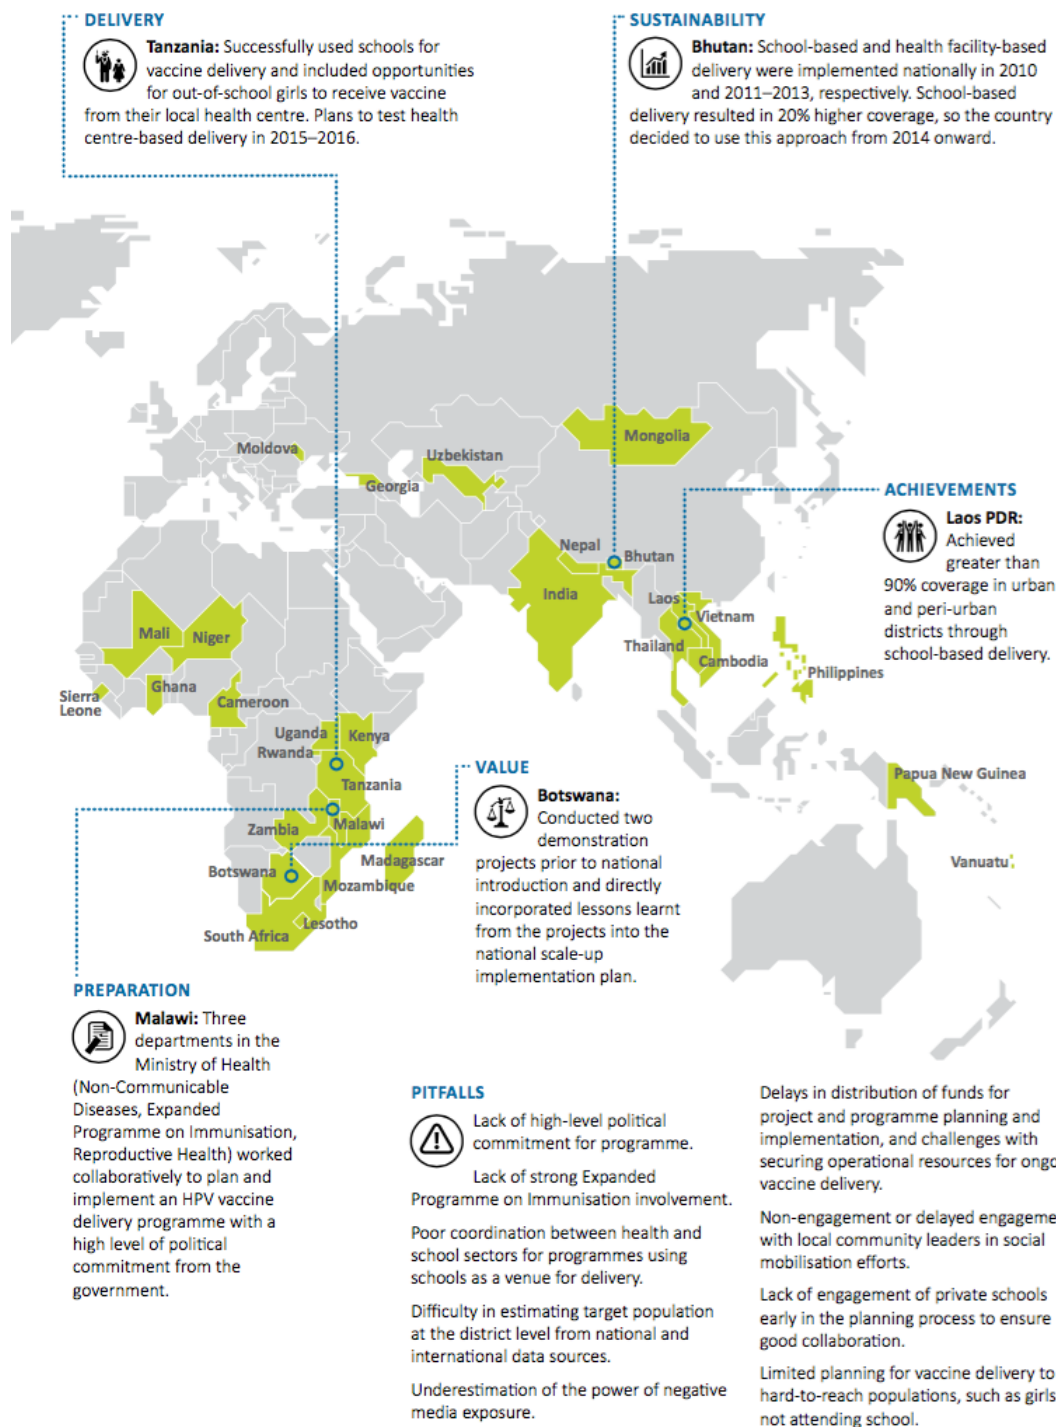 DELIVERY
Tanzania: Successfully used schools for
vaccine delivery and included opportunities
for out-of-school girls to receive vaccine
from their local health centre. Plans to test health
centre-based delivery in 2015–2016.
SUSTAINABILITY
Bhutan: School-based and health facility-based
delivery were implemented nationally in 2010
and 2011–2013, respectively. School-based
delivery resulted in 20% higher coverage, so the country
decided to use this approach from 2014 onward.
Moldova
Georgia
Uzbekistan
Mongolia
ACHIEVEMENTS
Laos PDR:
Achieved
greater than
90% coverage in urban
and peri-urban
districts through
school-based delivery.
Nepal
Bhutan
India
Laos
Vietnam
Thailand
Cambodia
Philippines
Mali
Niger
Ghana
Sierra
Leone
Cameroon
Uganda
Kenya
Rwanda
Tanzania
Zambia
Malawi
Madagascar
Botswana
Mozambique
Lesotho
South Africa
Papua New Guinea
Vanuatu
VALUE
Botswana:
Conducted two
demonstration
projects prior to national
introduction and directly
incorporated lessons learnt
from the projects into the
national scale-up
implementation plan.
PREPARATION
Malawi: Three
departments in the
Ministry of Health
(Non-Communicable
Diseases, Expanded
Programme on Immunisation,
Reproductive Health) worked
collaboratively to plan and
implement an HPV vaccine
delivery programme with a
high level of political
commitment from the
government.
PITFALLS
Lack of high-level political
commitment for programme.
Lack of strong Expanded
Programme on Immunisation involvement.
Poor coordination between health and
school sectors for programmes using
schools as a venue for delivery.
Difficulty in estimating target population
at the district level from national and
international data sources.
Underestimation of the power of negative
media exposure.
Delays in distribution of funds for
project and programme planning and
implementation, and challenges with
securing operational resources for ongo
vaccine delivery.
Non-engagement or delayed engageme
with local community leaders in social
mobilisation efforts.
Lack of engagement of private schools
early in the planning process to ensure
good collaboration.
Limited planning for vaccine delivery to
hard-to-reach populations, such as girls
not attending school.